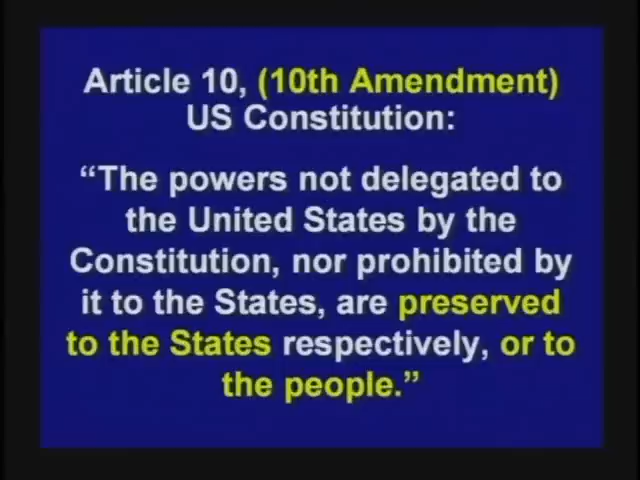 Article 10, (10th Amendment)
US Constitution:
“The powers not delegated to
the United States by the
Constitution, nor prohibited by
it to the States, are preserved
to the States respectively, or to
the people.”